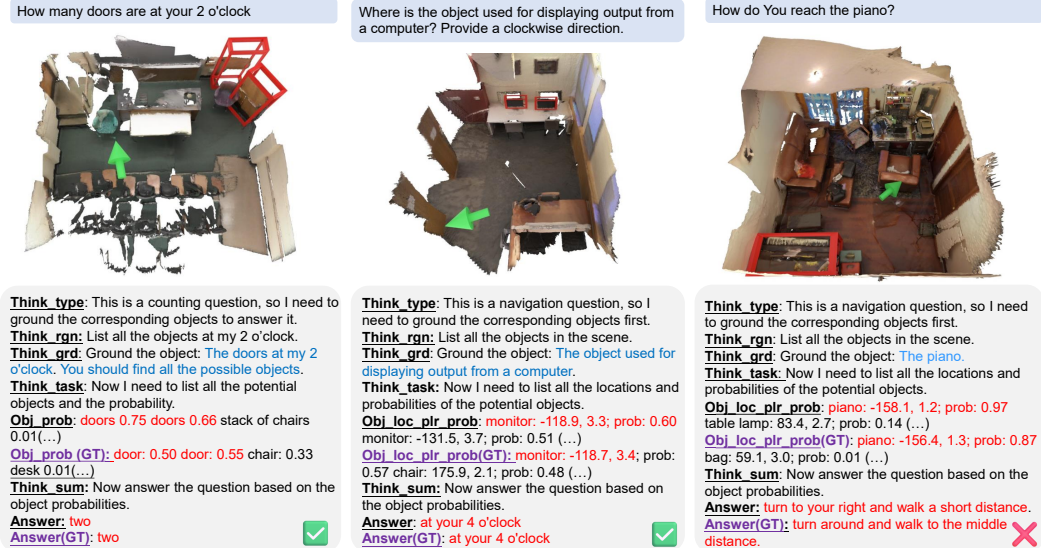 How many doors are at your 2 o'clock
Think_type: This is a counting question, so I need to
ground the corresponding objects to answer it.
Think_rgn: List all the objects at my 2 o'clock.
Think_grd: Ground the object: The doors at my 2
o'clock. You should find all the possible objects.
Think_task: Now I need to list all the potential
objects and the probability.
Obj_prob: doors 0.75 doors 0.66 stack of chairs
0.01(…)
Obj_prob (GT): door: 0.50 door: 0.55 chair: 0.33
desk 0.01(…)
Think_sum: Now answer the question based on the
object probabilities.
Answer: two
Answer(GT): two
Where is the object used for displaying output from
a computer? Provide a clockwise direction.
Think_type: This is a navigation question, so I
need to ground the corresponding objects first.
Think_rgn: List all the objects in the scene.
Think_grd: Ground the object: The object used for
displaying output from a computer.
Think_task: Now I need to list all the locations and
probabilities of the potential objects.
Obj_loc_plr_prob: monitor: -118.9, 3.3; prob: 0.60
monitor: -131.5, 3.7; prob: 0.51 (…)
Obj_loc_plr_prob(GT): monitor: -118.7, 3.4; prob:
0.57 chair: 175.9, 2.1; prob: 0.48 (…)
Think_sum: Now answer the question based on
the object probabilities.
Answer: at your 4 o'clock
Answer(GT): at your 4 o'clock
How do You reach the piano?
Think_type: This is a navigation question, so I need
to ground the corresponding objects first.
Think_rgn: List all the objects in the scene.
Think_grd: Ground the object: The piano.
Think_task: Now I need to list all the locations and
probabilities of the potential objects.
Obj_loc_plr_prob: piano: -158.1, 1.2; prob: 0.97
table lamp: 83.4, 2.7; prob: 0.14 (…)
Obj_loc_plr_prob(GT): piano: -156.4, 1.3; prob: 0.87
bag: 59.1, 3.0; prob: 0.01 (…)
Think_sum: Now answer the question based on the
object probabilities.
Answer: turn to your right and walk a short distance.
Answer(GT): turn around and walk to the middle
distance.